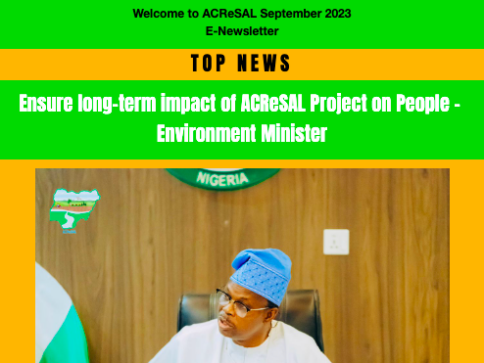 Welcome to ACReSAL September 2023
E-Newsletter
TOP NEWS
Ensure long-term impact of ACReSAL Project on People -
Environment Minister
NIGERIA